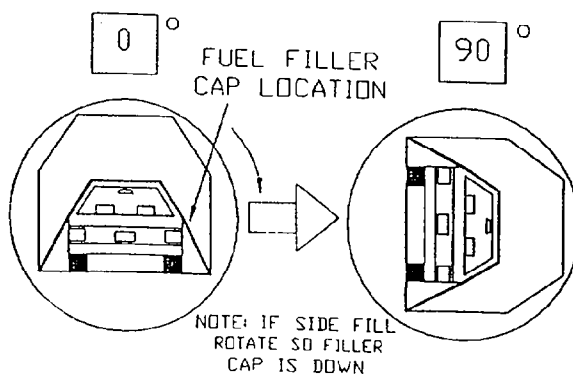 0°
90°
FUEL FILLER
CAP LOCATION
NOTE: IF SIDE FILL
ROTATE SO FILLER
CAP IS DOWN